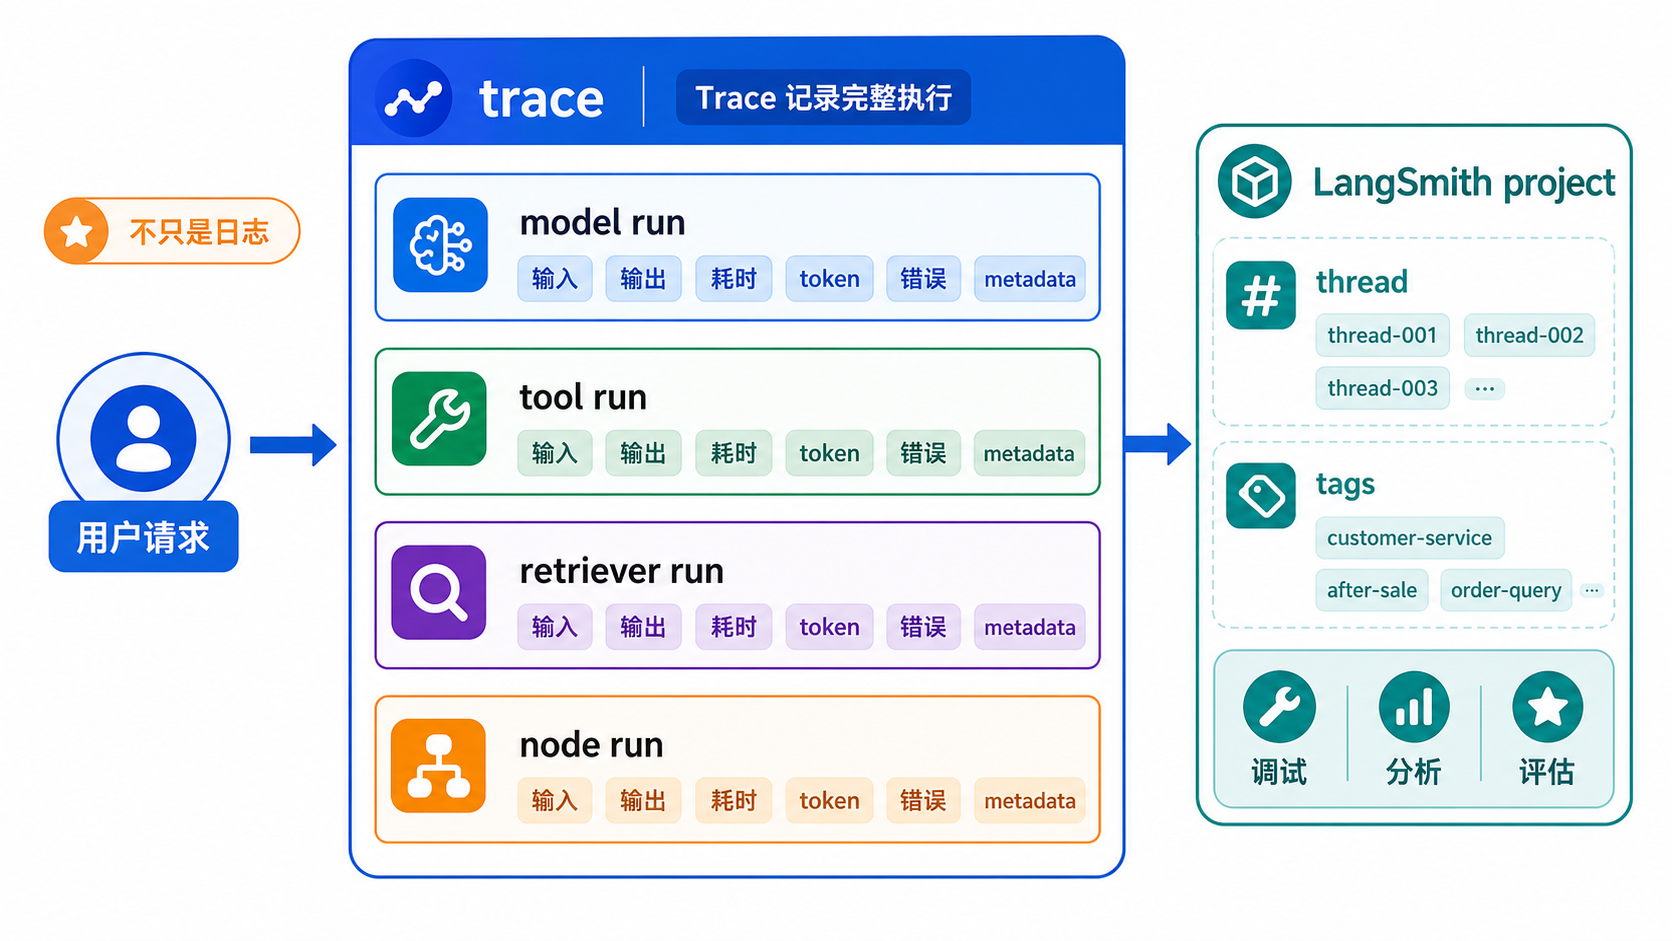 不只是日志
用户请求
trace
Trace 记录完整执行
model run
输入 输出 耗时 token 错误 metadata
tool run
输入 输出 耗时 token 错误 metadata
retriever run
输入 输出 耗时 token 错误 metadata
node run
输入 输出 耗时 token 错误 metadata
LangSmith project
thread
thread-001 thread-002
thread-003 ...
tags
customer-service
after-sale order-query ...
调试 分析 评估